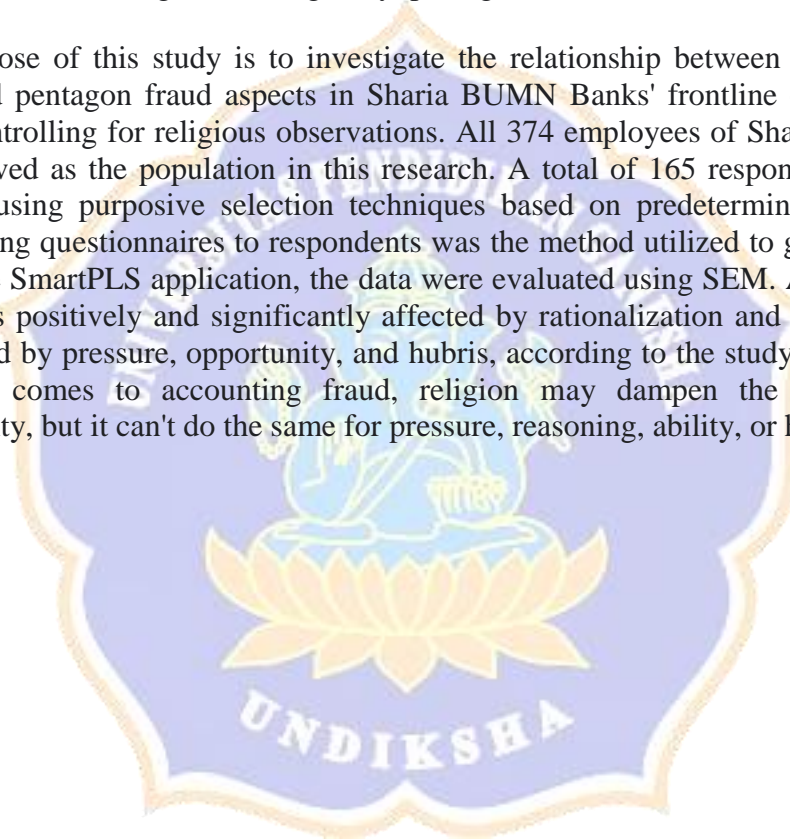 ose of this study is to investigate the relationship between
d pentagon fraud aspects in Sharia BUMN Banks' frontline
ntrolling for religious observations. All 374 employees of Sha
ved as the population in this research. A total of 165 respon
using purposive selection techniques based on predetermin
ng questionnaires to respondents was the method utilized to g
SmartPLS application, the data were evaluated using SEM. A
s positively and significantly affected by rationalization and
d by pressure, opportunity, and hubris, according to the study
comes to accounting fraud, religion may dampen the
ty, but it can't do the same for pressure, reasoning, ability, or
UNIVERSITAS PENDIDIKAN GANESHA
UNDIKSHA